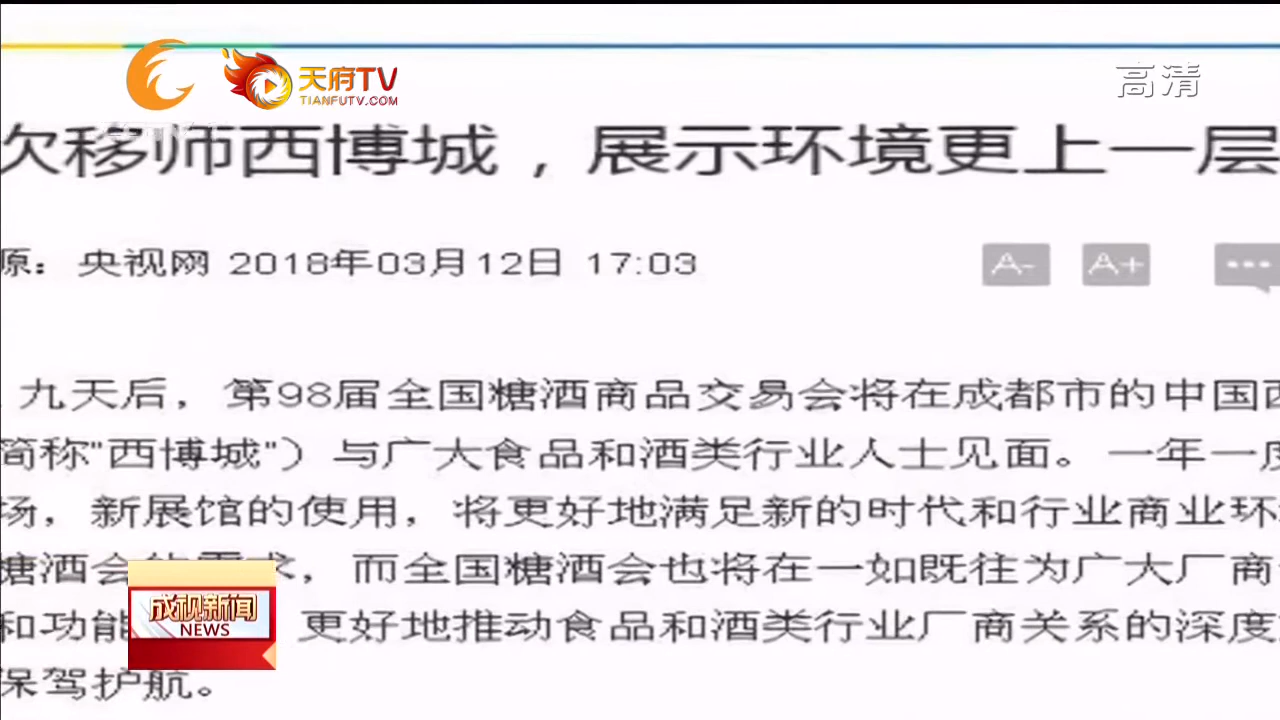 天府TV
TIANFUTV.COM
高清
次移师西博城，展示环境更上一层
原：央视网 2018年03月12日 17:03
A-
A+
九天后，第98届全国糖酒商品交易会将在成都市的中国西
简称"西博城"）与广大食品和酒类行业人士见面。一年一度
场，新展馆的使用，将更好地满足新的时代和行业商业环
糖酒会的需求，而全国糖酒会也将在一如既往为广大厂商
和功能 更好地推动食品和酒类行业厂商关系的深度
保驾护航。
成视新闻
NEWS